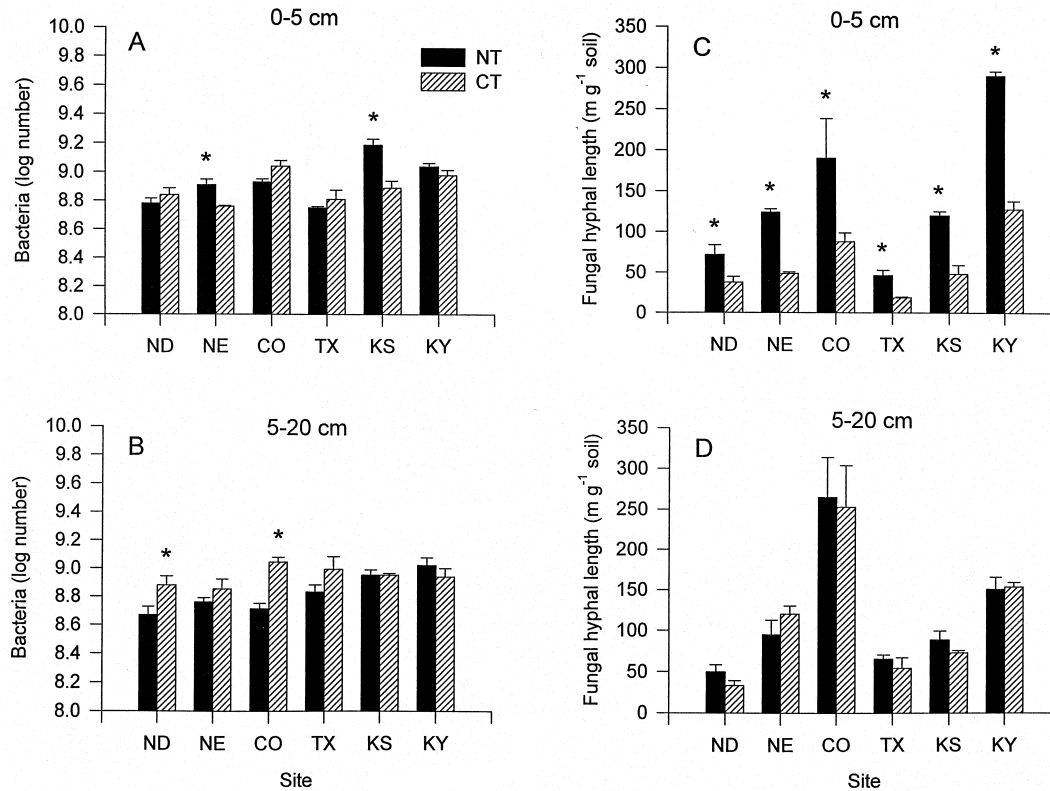 0-5 cm
A
NT
CT
*
*
Bacteria (log number)
10.0
9.8
9.6
9.4
9.2
9.0
8.8
8.6
8.4
8.2
8.0
ND NE CO TX KS KY
0-5 cm
C
*
*
*
*
*
*
Fungal hyphal length (m g⁻¹ soil)
350
300
250
200
150
100
50
0
ND NE CO TX KS KY
5-20 cm
B
*
*
Bacteria (log number)
10.0
9.8
9.6
9.4
9.2
9.0
8.8
8.6
8.4
8.2
8.0
ND NE CO TX KS KY
Site
5-20 cm
D
Fungal hyphal length (m g⁻¹ soil)
350
300
250
200
150
100
50
0
ND NE CO TX KS KY
Site